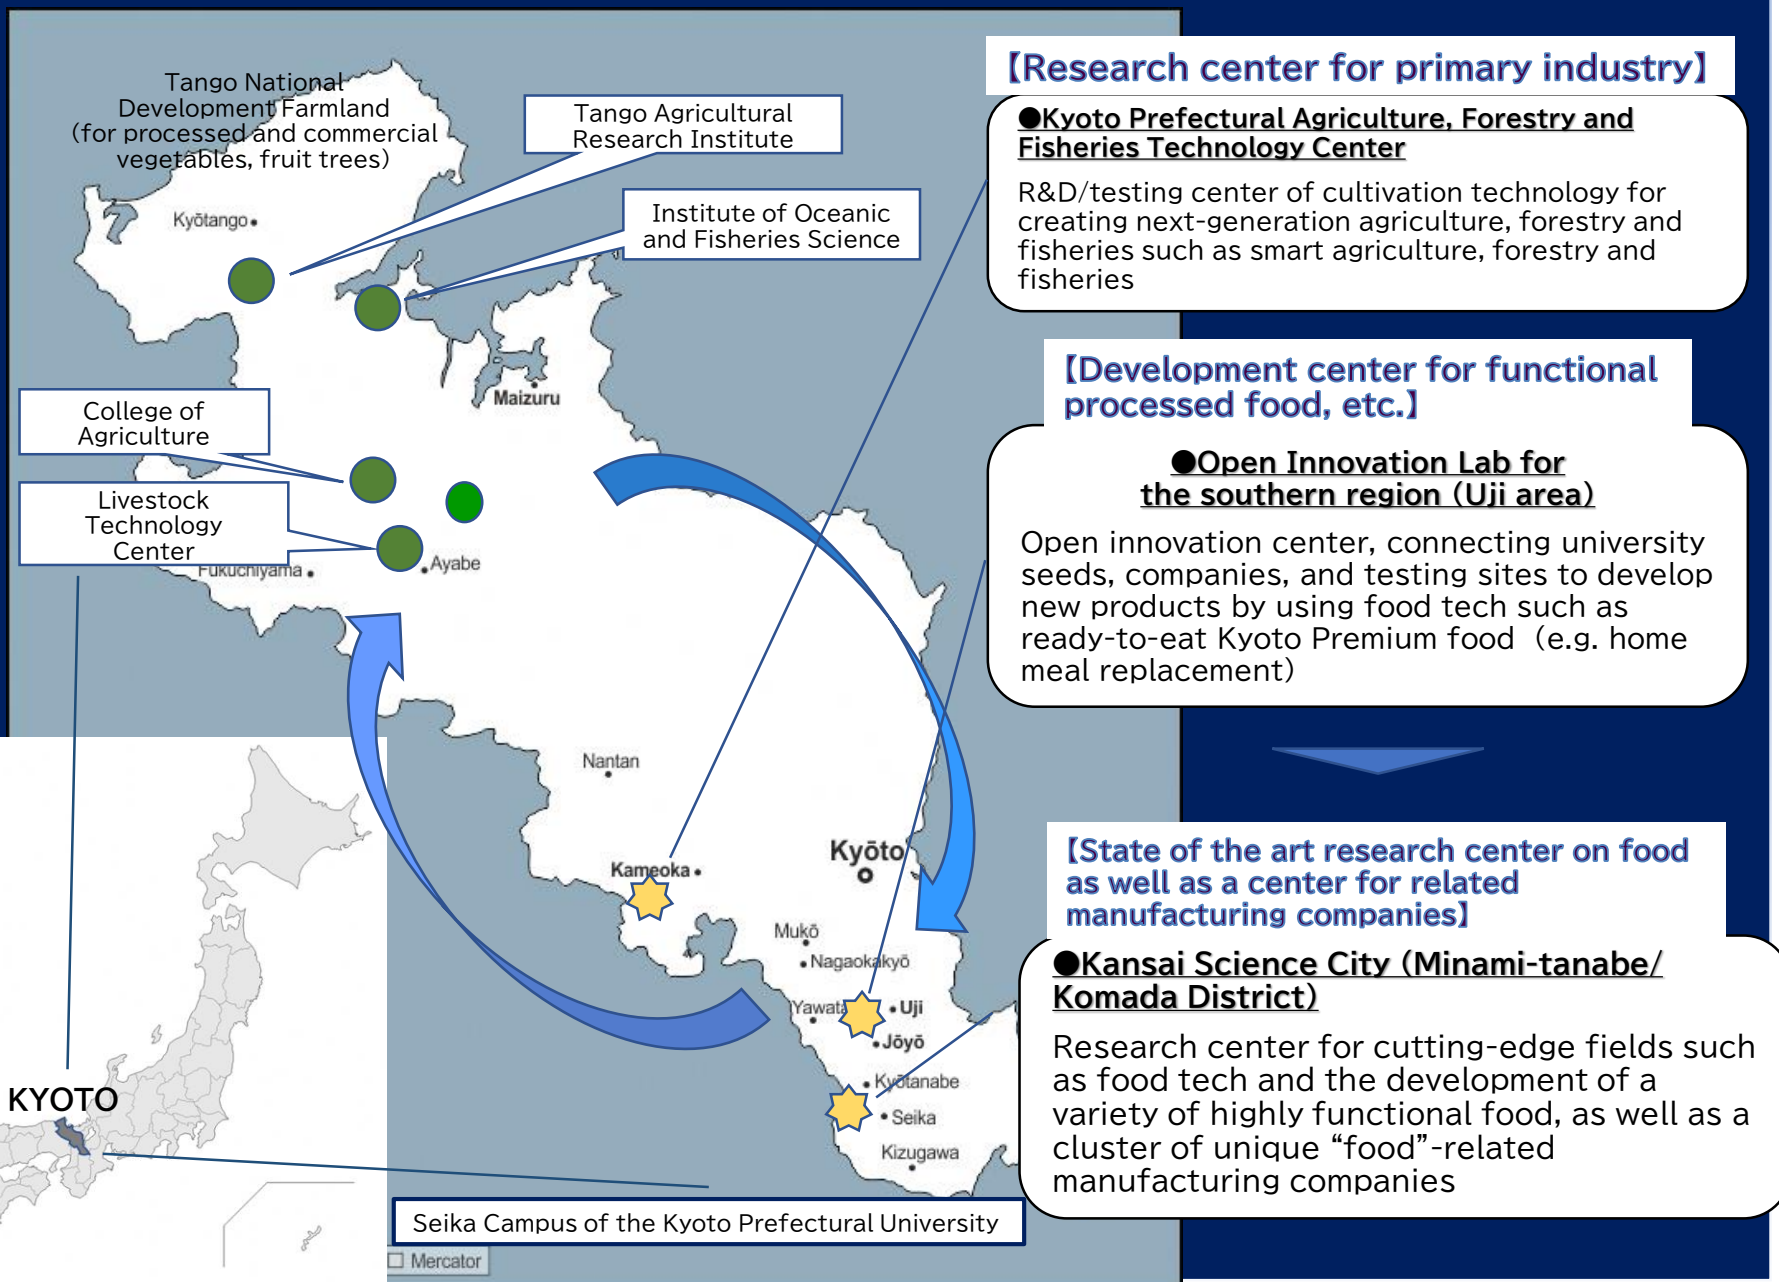 Tango National
Development Farmland
(for processed and commercial
vegetables, fruit trees)
Tango Agricultural
Research Institute
Institute of Oceanic
and Fisheries Science
Kyōtango
Maizuru
College of
Agriculture
Livestock
Technology
Center
Fukuchiyama
Ayabe
Nantan
Kameoka
Kyōto
Mukō
Nagaokakyō
Yawata
Uji
Jōyō
Kyōtanabe
Seika
Kizugawa
KYOTO
Seika Campus of the Kyoto Prefectural University
Mercator
【Research center for primary industry】
●Kyoto Prefectural Agriculture, Forestry and
Fisheries Technology Center
R&D/testing center of cultivation technology for
creating next-generation agriculture, forestry and
fisheries such as smart agriculture, forestry and
fisheries
【Development center for functional
processed food, etc.】
●Open Innovation Lab for
the southern region (Uji area)
Open innovation center, connecting university
seeds, companies, and testing sites to develop
new products by using food tech such as
ready-to-eat Kyoto Premium food (e.g. home
meal replacement)
【State of the art research center on food
as well as a center for related
manufacturing companies】
●Kansai Science City (Minami-tanabe/
Komada District)
Research center for cutting-edge fields such
as food tech and the development of a
variety of highly functional food, as well as a
cluster of unique “food”-related
manufacturing companies